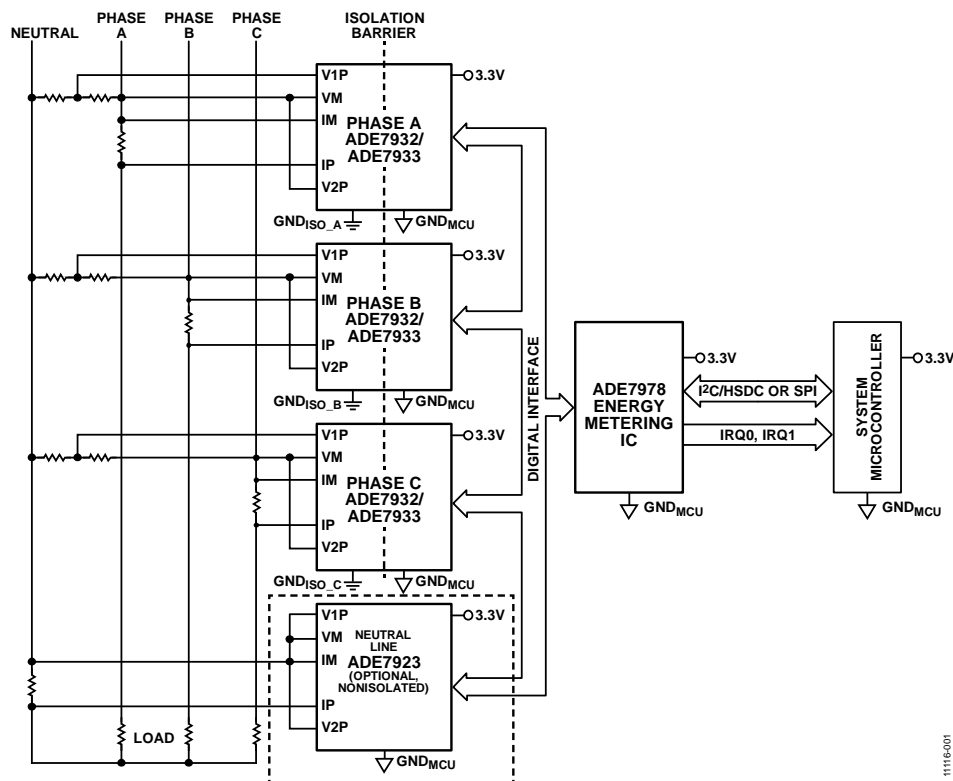 NEUTRAL
PHASE
A
PHASE
B
PHASE
C
ISOLATION
BARRIER
V1P
VM
IM
IP
V2P
PHASE A
ADE7932/
ADE7933
3.3V
GNDISO_A
GNDMCU
V1P
VM
IM
IP
V2P
PHASE B
ADE7932/
ADE7933
3.3V
GNDISO_B
GNDMCU
V1P
VM
IM
IP
V2P
PHASE C
ADE7932/
ADE7933
3.3V
GNDISO_C
GNDMCU
V1P
VM
IM
IP
V2P
NEUTRAL
LINE
ADE7923
(OPTIONAL,
NONISOLATED)
3.3V
GNDMCU
LOAD
DIGITAL INTERFACE
ADE7978
ENERGY
METERING
IC
3.3V
GNDMCU
I2C/HSDC OR SPI
IRQ0, IRQ1
SYSTEM
MICROCONTROLLER
3.3V
GNDMCU
11116-001